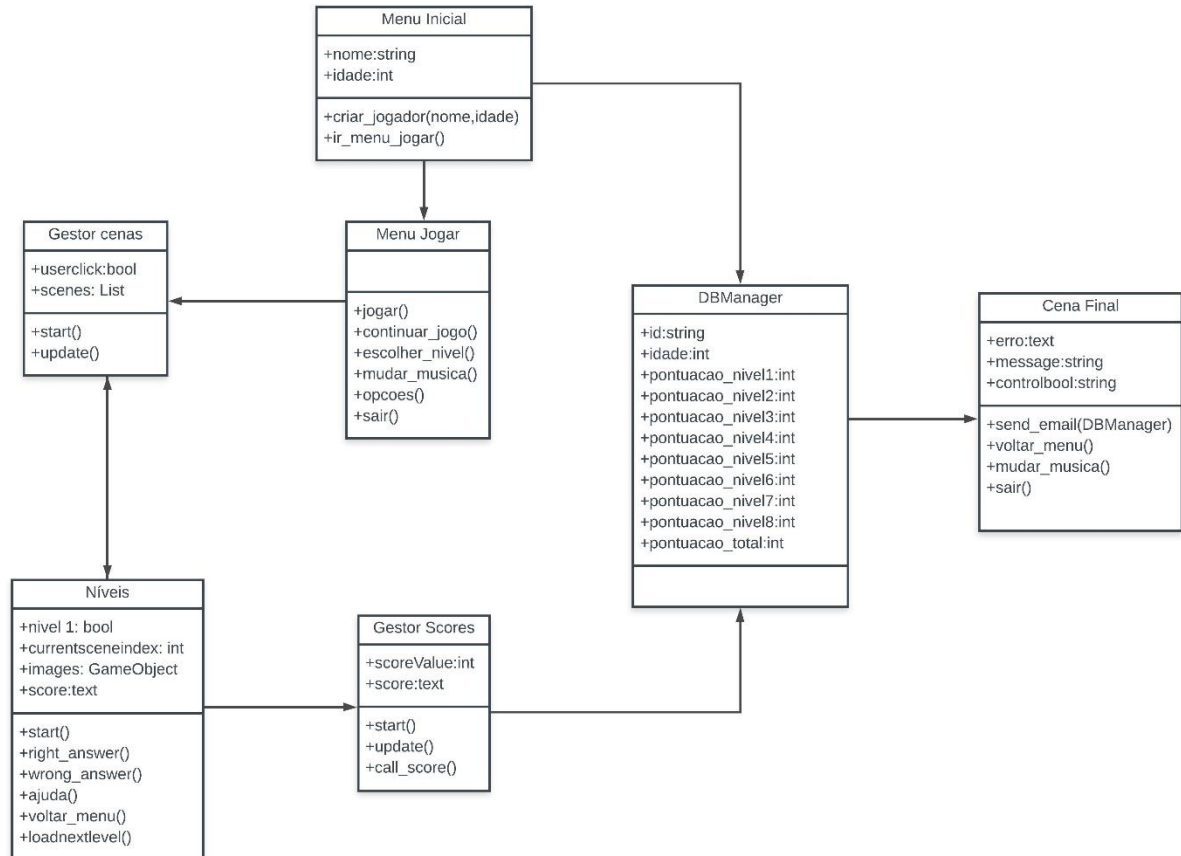 Menu Inicial
+nome:string
+idade:int
+criar_jogador(nome,idade)
+ir_menu_jogar()
Gestor cenas
+userclick:bool
+scenes: List
+start()
+update()
Menu Jogar
+jogar()
+continuar_jogo()
+escolher_nivel()
+mudar_musica()
+opcoes()
+sair()
DBManager
+id:string
+idade:int
+pontuacao_nivel1:int
+pontuacao_nivel2:int
+pontuacao_nivel3:int
+pontuacao_nivel4:int
+pontuacao_nivel5:int
+pontuacao_nivel6:int
+pontuacao_nivel7:int
+pontuacao_nivel8:int
+pontuacao_total:int
Cena Final
+erro:text
+message:string
+controlbool:string
+send_email(DBManager)
+voltar_menu()
+mudar_musica()
+sair()
Níveis
+nivel 1: bool
+currentsceneindex: int
+images: GameObject
+score:text
+start()
+right_answer()
+wrong_answer()
+ajuda()
+voltar_menu()
+loadnextlevel()
Gestor Scores
+scoreValue:int
+score:text
+start()
+update()
+call_score()